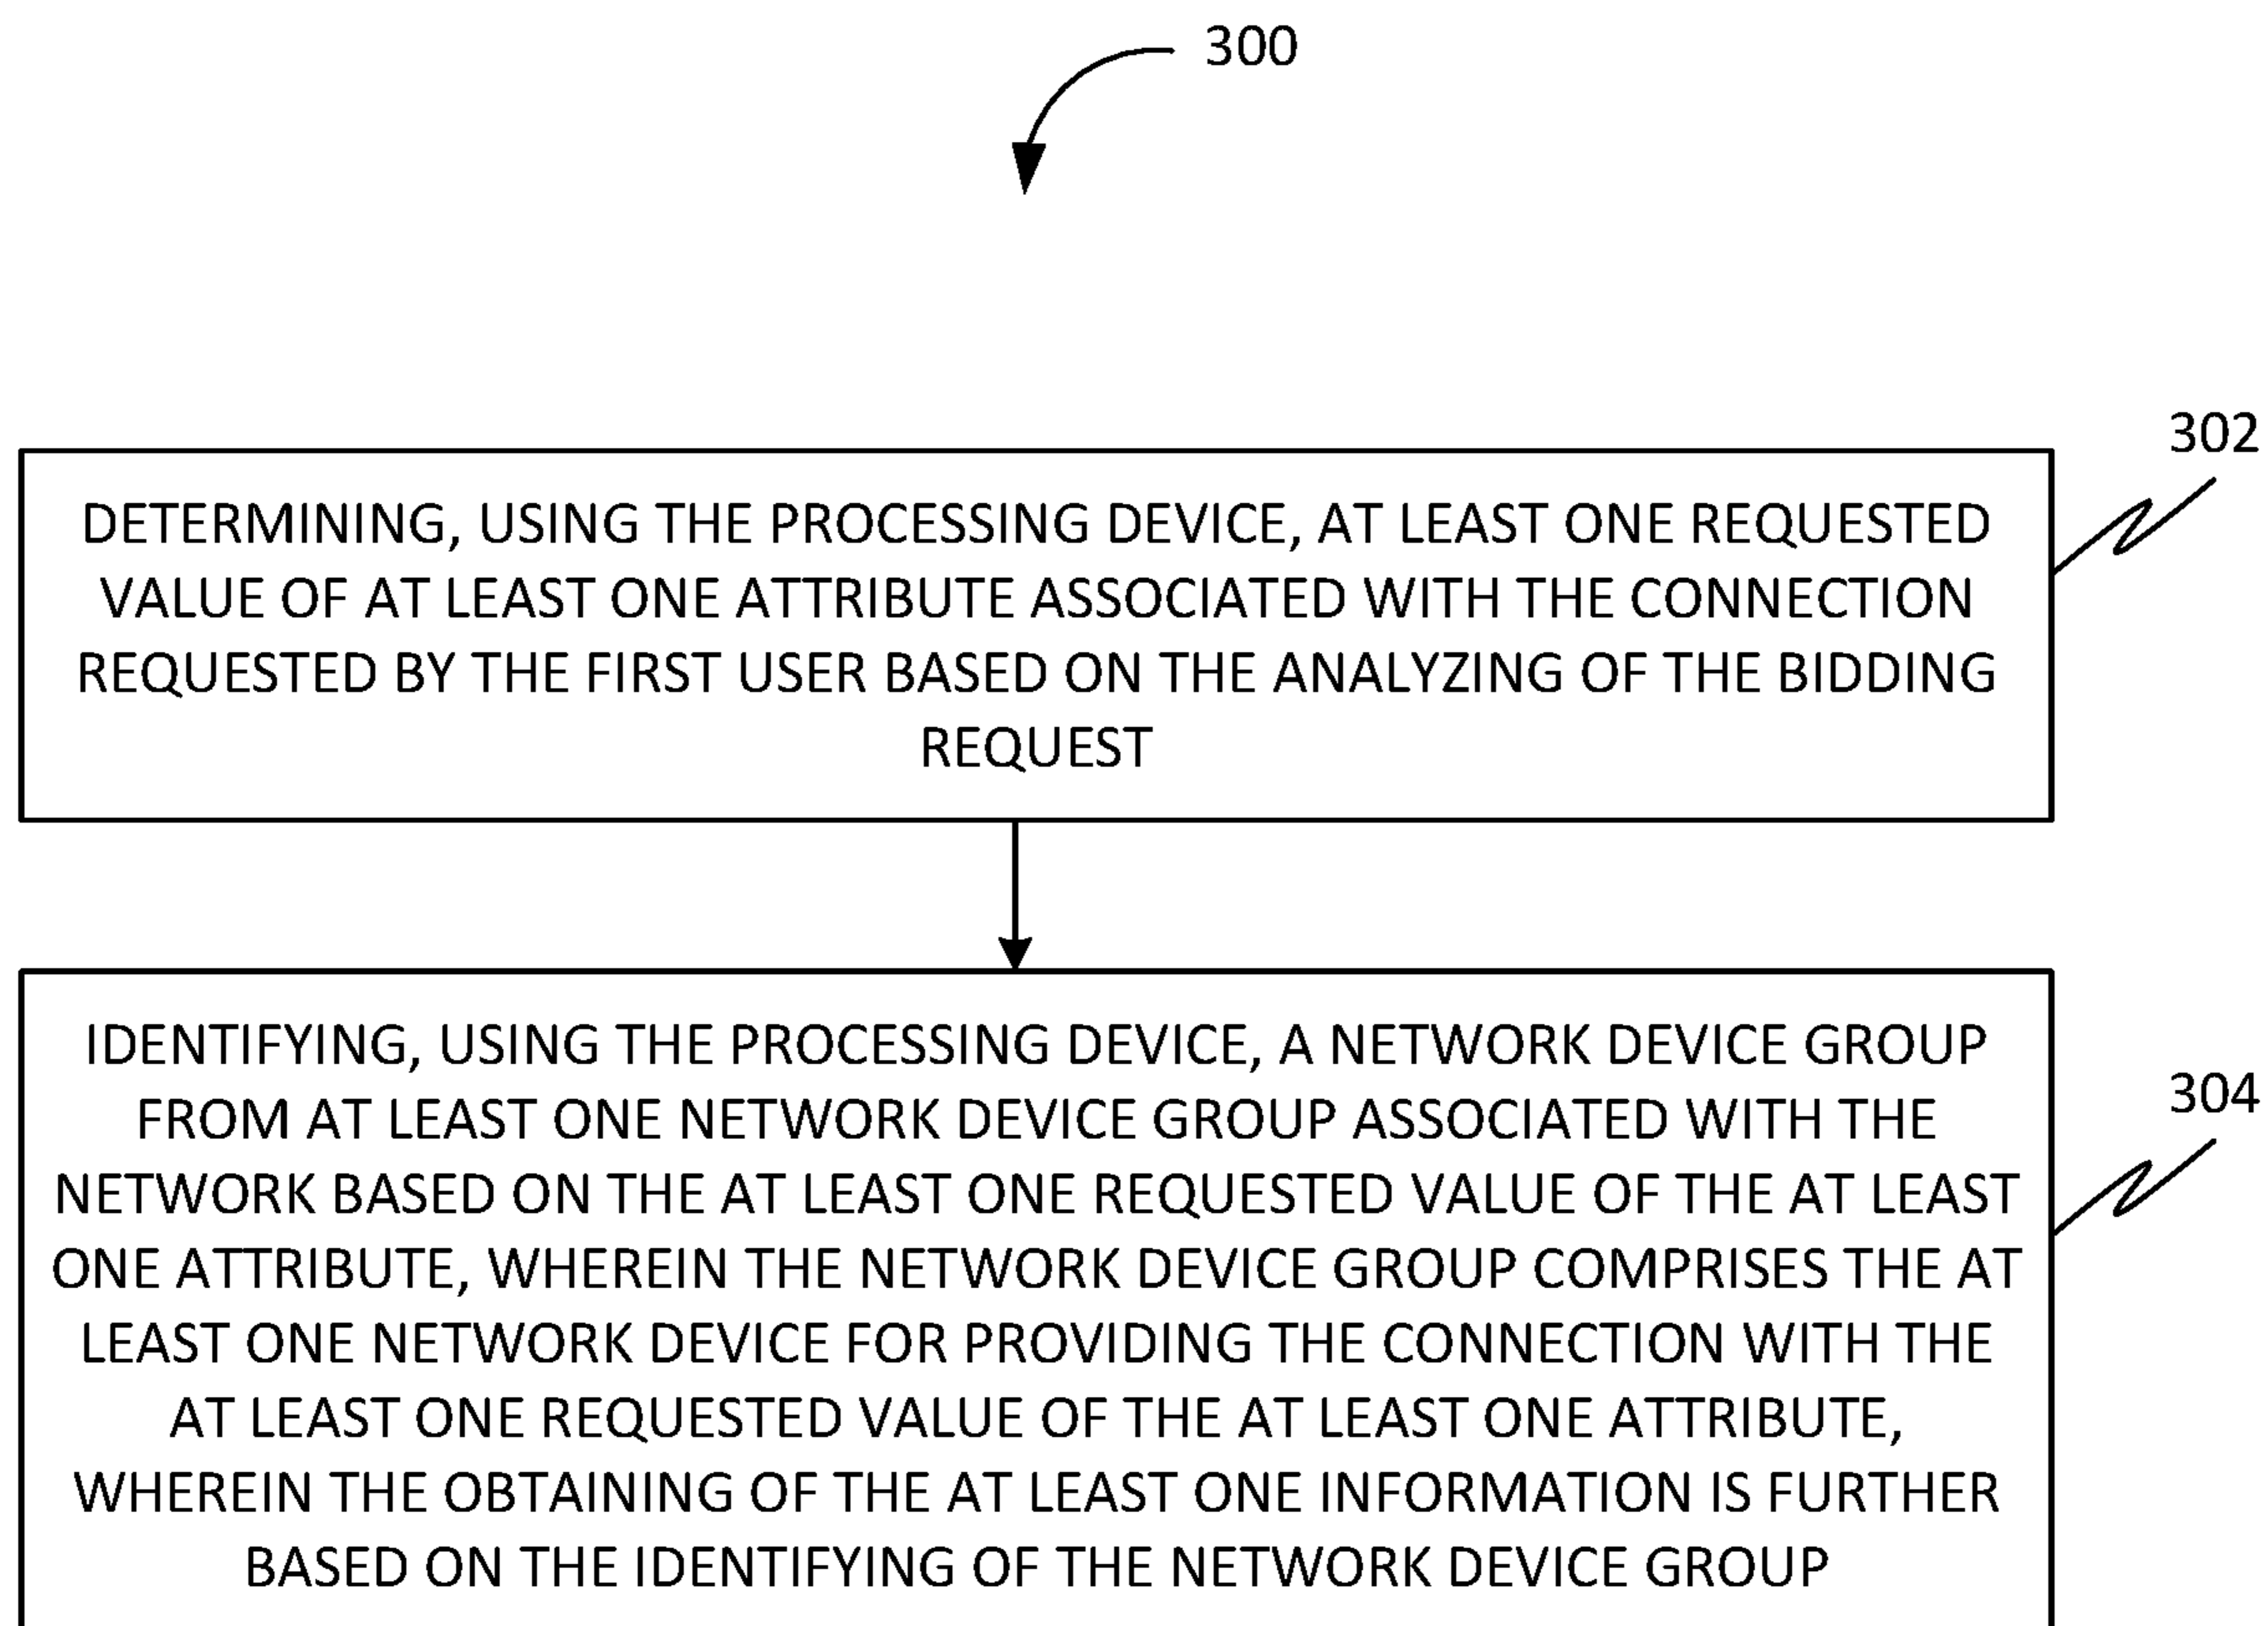 300
302
DETERMINING, USING THE PROCESSING DEVICE, AT LEAST ONE REQUESTED
VALUE OF AT LEAST ONE ATTRIBUTE ASSOCIATED WITH THE CONNECTION
REQUESTED BY THE FIRST USER BASED ON THE ANALYZING OF THE BIDDING
REQUEST
304
IDENTIFYING, USING THE PROCESSING DEVICE, A NETWORK DEVICE GROUP
FROM AT LEAST ONE NETWORK DEVICE GROUP ASSOCIATED WITH THE
NETWORK BASED ON THE AT LEAST ONE REQUESTED VALUE OF THE AT LEAST
ONE ATTRIBUTE, WHEREIN THE NETWORK DEVICE GROUP COMPRISES THE AT
LEAST ONE NETWORK DEVICE FOR PROVIDING THE CONNECTION WITH THE
AT LEAST ONE REQUESTED VALUE OF THE AT LEAST ONE ATTRIBUTE,
WHEREIN THE OBTAINING OF THE AT LEAST ONE INFORMATION IS FURTHER
BASED ON THE IDENTIFYING OF THE NETWORK DEVICE GROUP